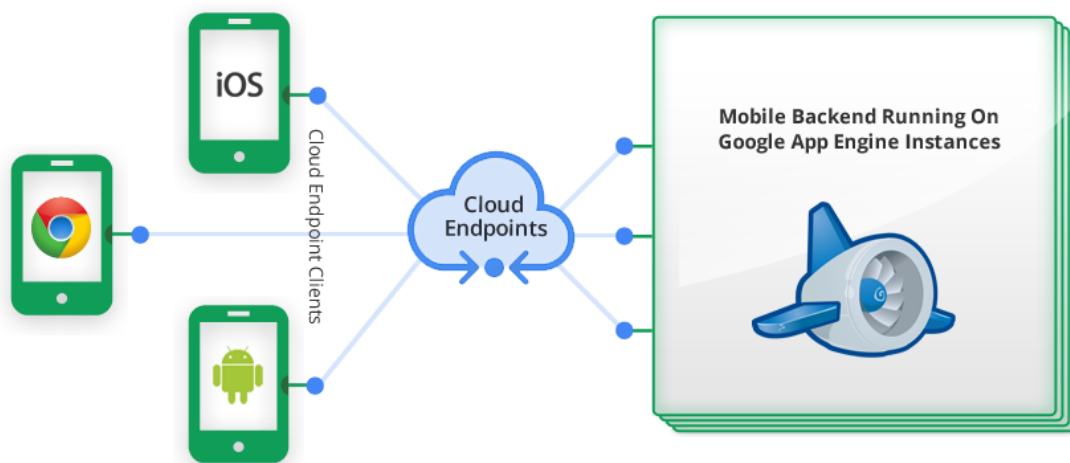 iOS
Cloud Endpoint Clients
Cloud
Endpoints
Mobile Backend Running On
Google App Engine Instances